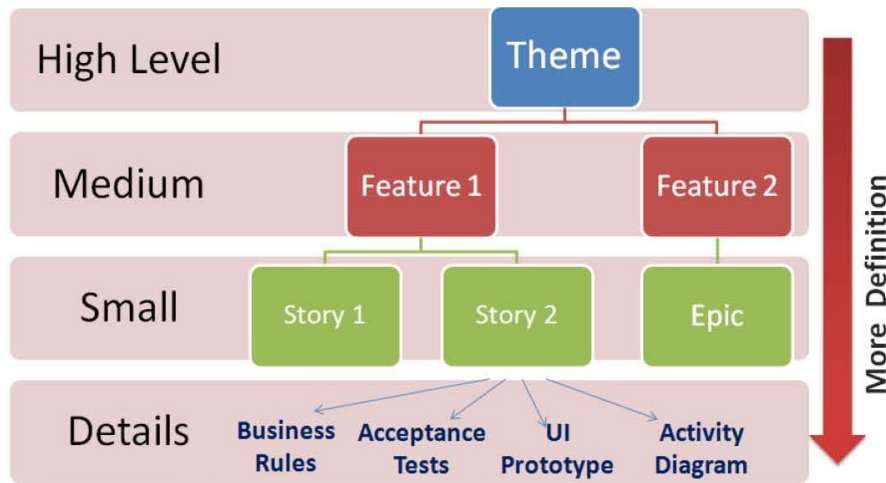 High Level
Theme
Medium
Feature 1
Feature 2
Small
Story 1
Story 2
Epic
Details
Business
Rules
Acceptance
Tests
UI
Prototype
Activity
Diagram
More Definition